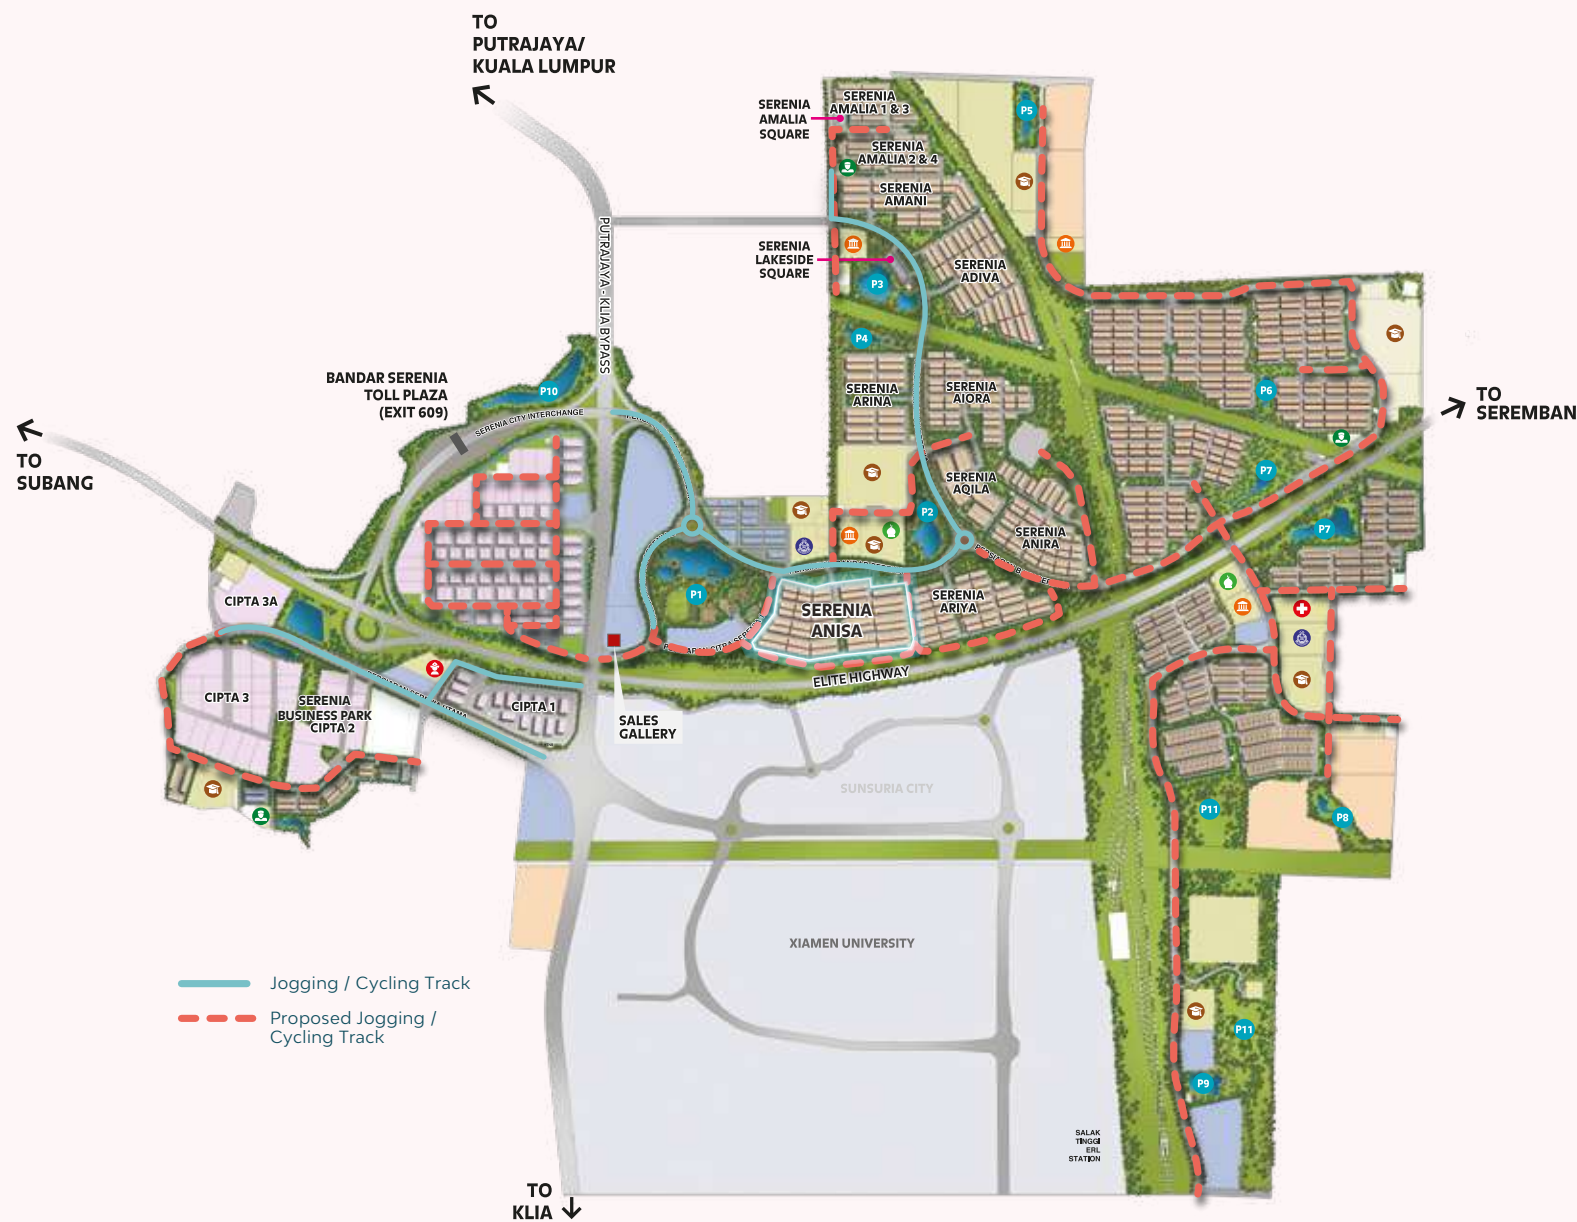 TO
PUTRAJAYA/
KUALA LUMPUR
SERENIA
AMALIA
SQUARE
SERENIA
AMALIA 1 & 3
P5
SERENIA
AMALIA 2 & 4
SERENIA
AMANI
PUTRAJAYA - KLIA BYPASS
SERENIA
LAKESIDE
SQUARE
SERENIA
ADIVA
P3
P4
BANDAR SERENIA
TOLL PLAZA
(EXIT 609)
P10
SERENIA CITY INTERCHANGE
SERENIA
ARINA
SERENIA
AIORA
P6
TO
SEREMBAN
TO
SUBANG
SERENIA
AQILA
P7
P2
SERENIA
ANIRA
P7
CIPTA 3A
P1
SERENIA
ANISA
SERENIA
ARIYA
ELITE HIGHWAY
CIPTA 3
SERENIA
BUSINESS PARK
CIPTA 2
CIPTA 1
SALES
GALLERY
SUNSURIA CITY
P11
P8
XIAMEN UNIVERSITY
Jogging / Cycling Track
Proposed Jogging /
Cycling Track
P11
P9
SALAK
TINGGI
ERL
STATION
TO
KLIA